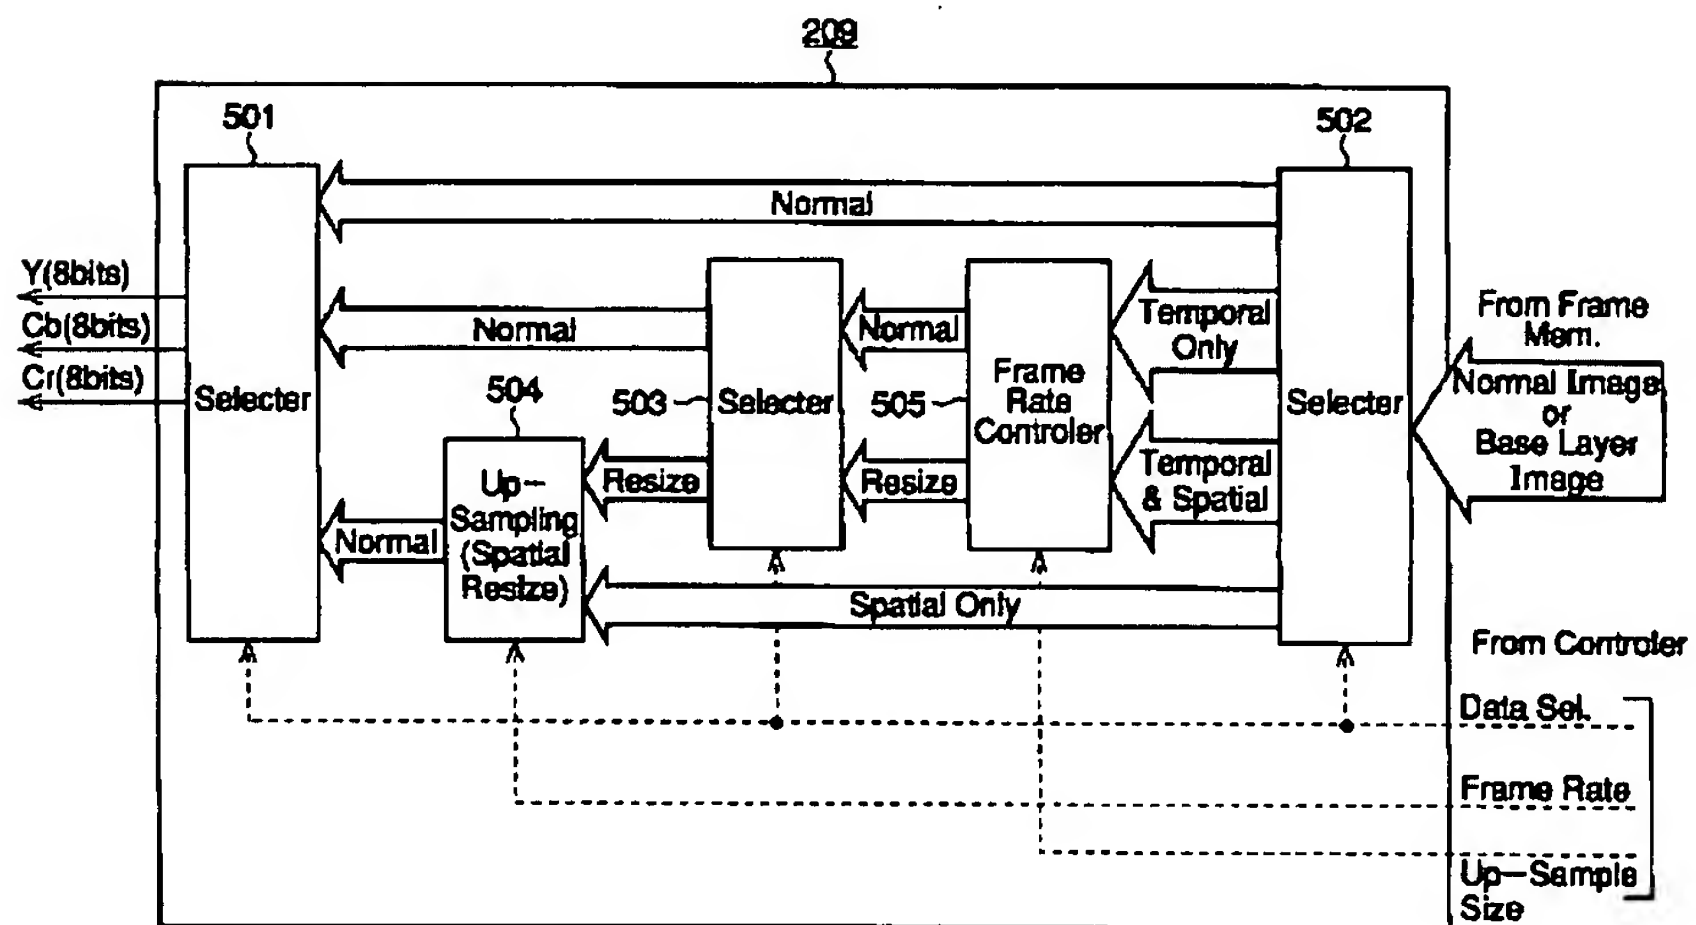 209
501
502
Normal
Y(8bits)
Cb(8bits)
Cr(8bits)
Selecter
Normal
504
Up-
Sampling
(Spatial
Resize)
Normal
503
Selecter
Resize
Normal
505
Resize
Frame
Rate
Controler
Temporal
Only
Temporal
& Spatial
Spatial Only
Selecter
From Frame
Mem.
Normal Image
or
Base Layer
Image
From Controler
Data Sel.
Frame Rate
Up-Sample
Size